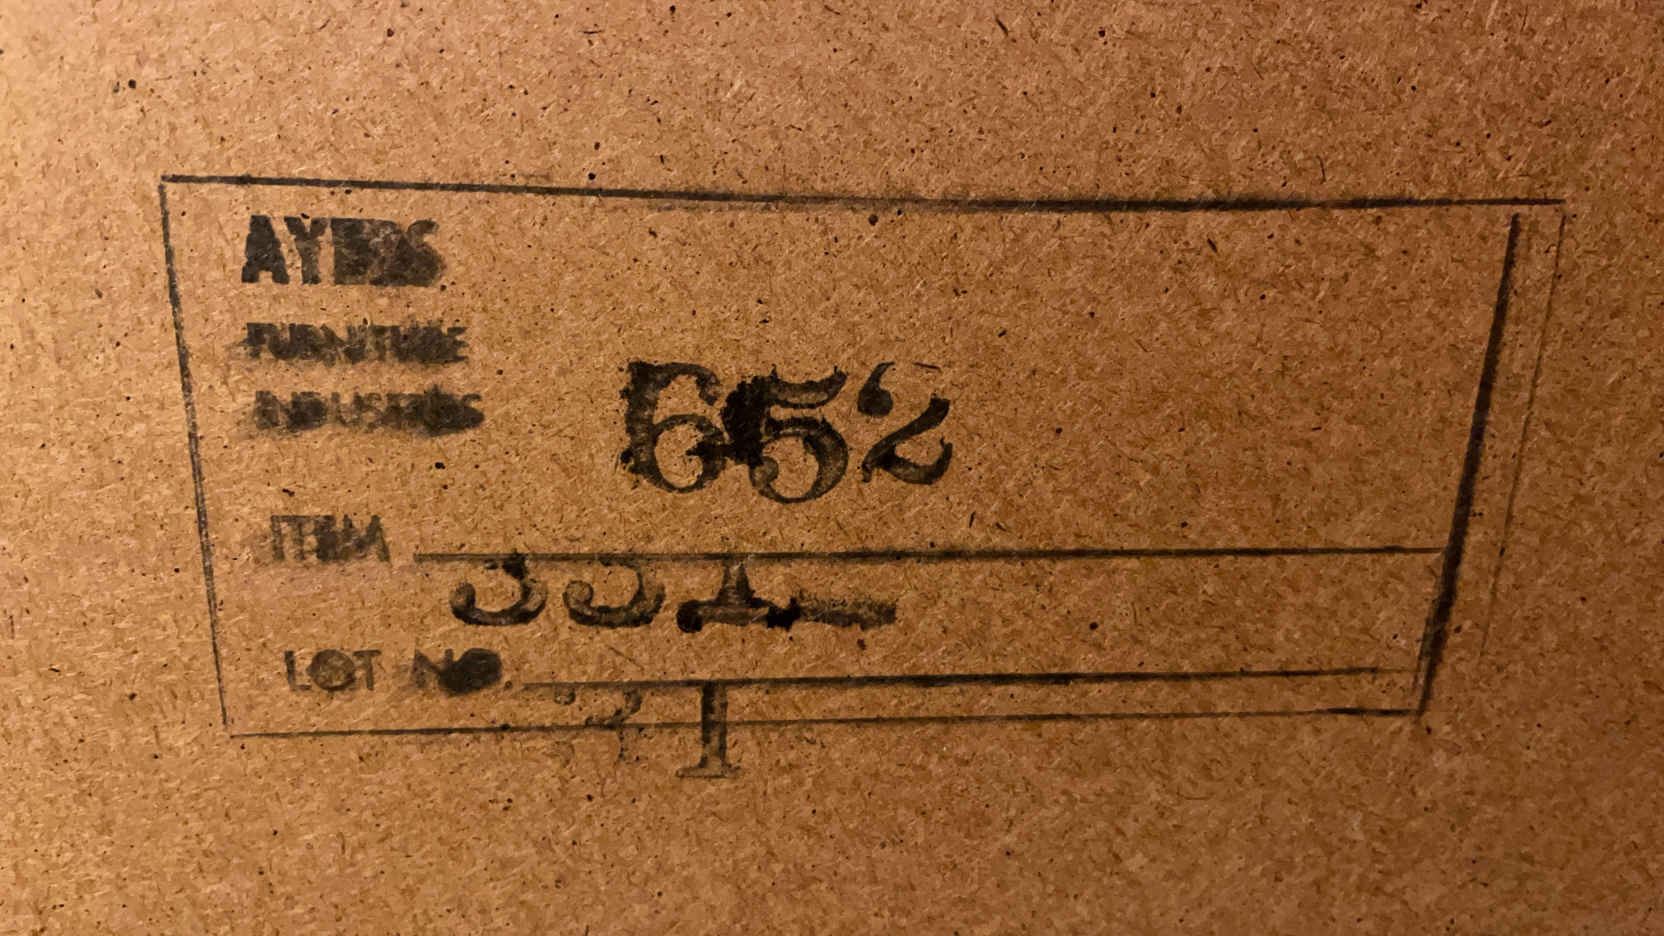 AYERS
FURNITURE
INDUSTRIES
652
ITEM
LOT NO.